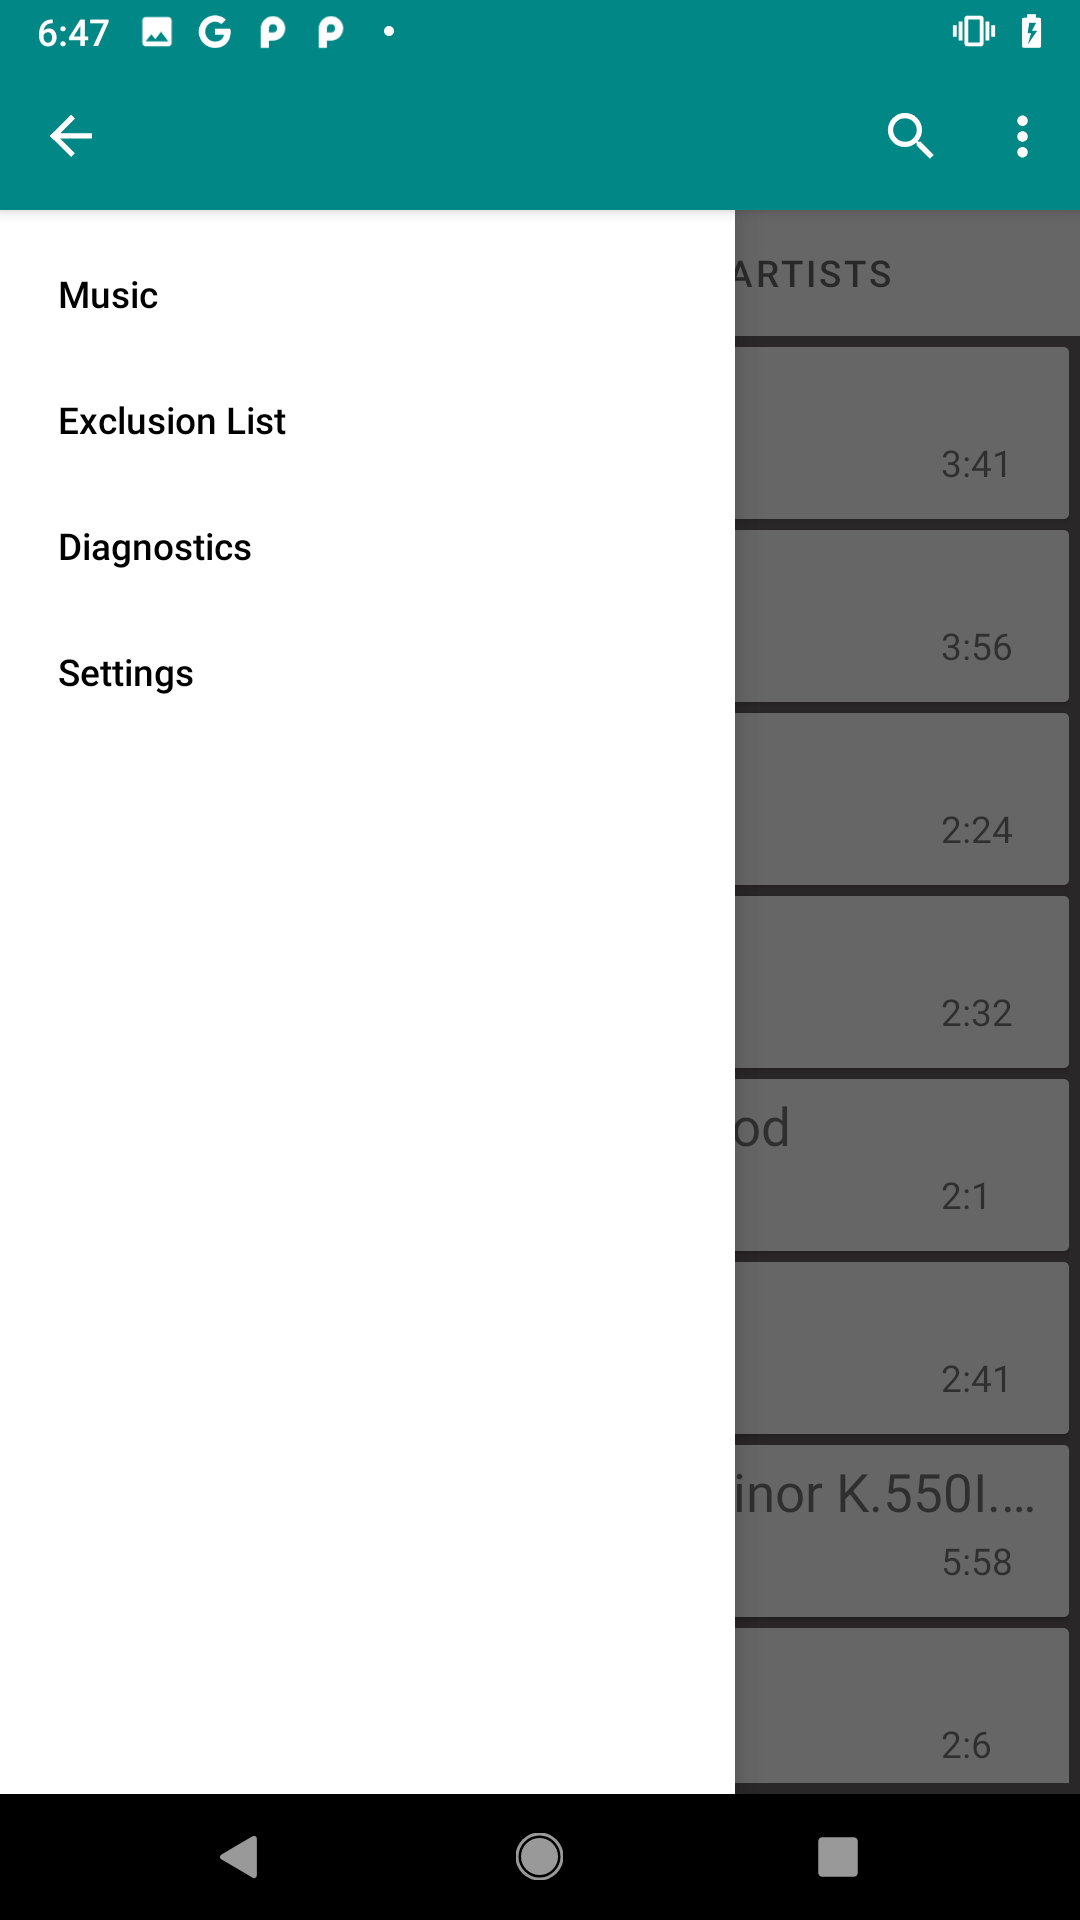 6:47
ARTISTS
Music
Exclusion List
Diagnostics
Settings
3:41
3:56
2:24
2:32
od
2:1
2:41
inor K.550I....
5:58
2:6